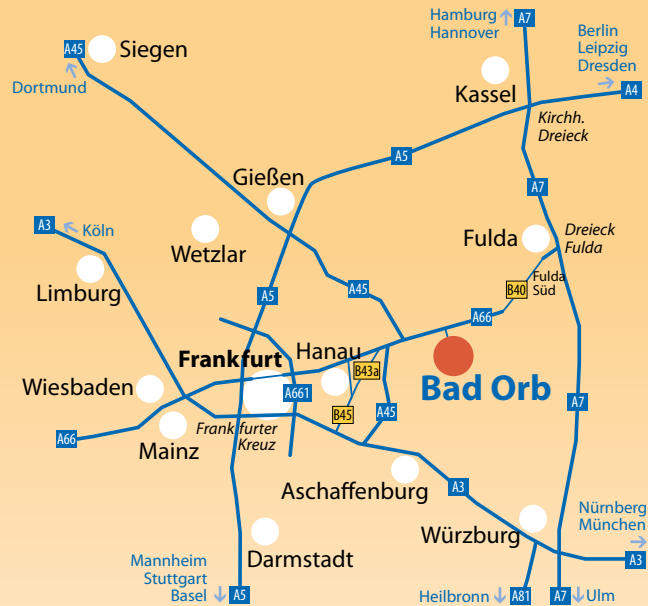 Hamburg
Hannover
A7
Berlin
Leipzig
Dresden
A45
Siegen
Dortmund
Kassel
A4
Kirchh.
Dreieck
A5
Gießen
A7
A3
Köln
Wetzlar
Fulda
Dreieck
Fulda
Limburg
A5
A45
B40
Fulda
Süd
A66
Frankfurt
Hanau
B43a
Wiesbaden
A661
Bad Orb
B45
A45
A7
A66
Mainz
Frankfurter
Kreuz
Aschaffenburg
A3
Würzburg
Nürnberg
München
Darmstadt
A3
Mannheim
Stuttgart
Basel
A5
Heilbronn
A81
A7
Ulm